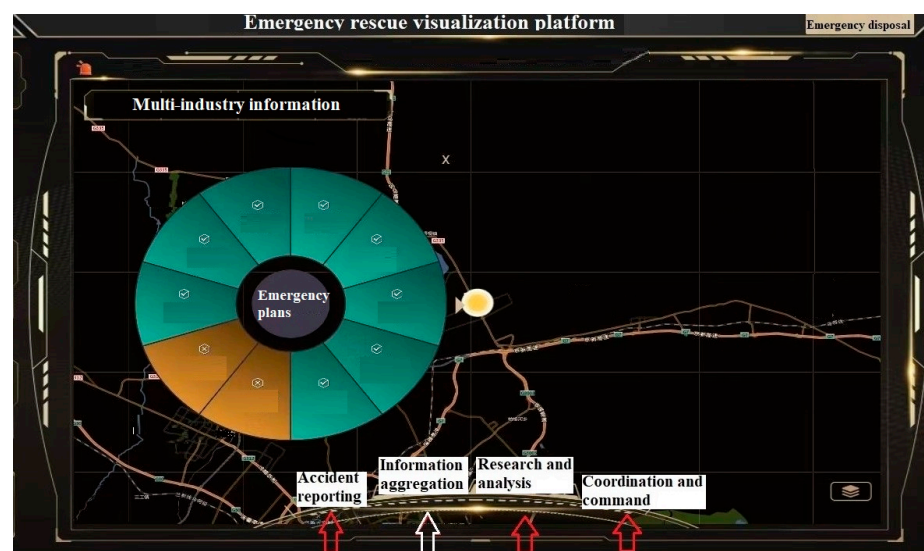 Emergency rescue visualization platform
Emergency disposal
Multi-industry information
X
Emergency
plans
Accident
reporting
Information
aggregation
Research and
analysis
Coordination and
command